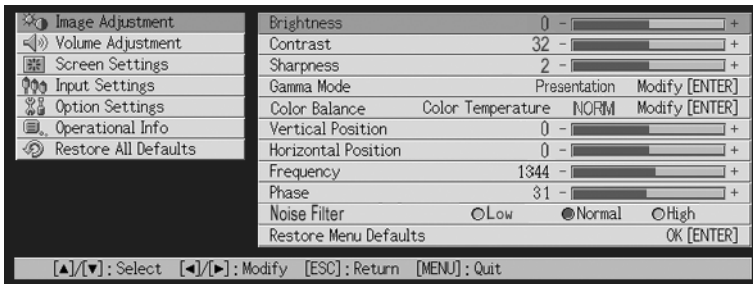 Image Adjustment
Volume Adjustment
Screen Settings
Input Settings
Option Settings
Operational Info
Restore All Defaults
Brightness 0 - +
Contrast 32 - +
Sharpness 2 - +
Gamma Mode Presentation Modify [ENTER]
Color Balance Color Temperature NORM Modify [ENTER]
Vertical Position 0 - +
Horizontal Position 0 - +
Frequency 1344 - +
Phase 31 - +
Noise Filter Low Normal High
Restore Menu Defaults OK [ENTER]
[▲]/[▼]: Select [◄]/[►]: Modify [ESC]: Return [MENU]: Quit